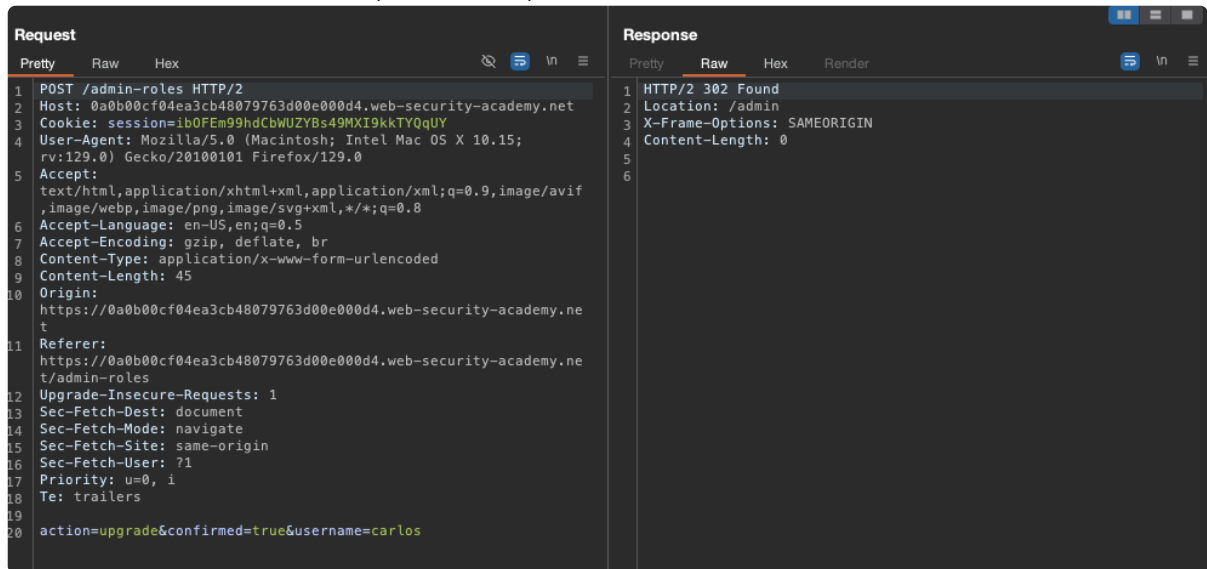 Request
Pretty Raw Hex \n
1 POST /admin-roles HTTP/2
2 Host: 0a0b00cf04ea3cb48079763d00e000d4.web-security-academy.net
3 Cookie: session=ibOFEm99hdCbWUZYBs49MXI9kkTYQqUY
4 User-Agent: Mozilla/5.0 (Macintosh; Intel Mac OS X 10.15;
rv:129.0) Gecko/20100101 Firefox/129.0
5 Accept:
text/html,application/xhtml+xml,application/xml;q=0.9,image/avif
,image/webp,image/png,image/svg+xml,*/*;q=0.8
6 Accept-Language: en-US,en;q=0.5
7 Accept-Encoding: gzip, deflate, br
8 Content-Type: application/x-www-form-urlencoded
9 Content-Length: 45
10 Origin:
https://0a0b00cf04ea3cb48079763d00e000d4.web-security-academy.ne
t
11 Referer:
https://0a0b00cf04ea3cb48079763d00e000d4.web-security-academy.ne
t/admin-roles
12 Upgrade-Insecure-Requests: 1
13 Sec-Fetch-Dest: document
14 Sec-Fetch-Mode: navigate
15 Sec-Fetch-Site: same-origin
16 Sec-Fetch-User: ?1
17 Priority: u=0, i
18 Te: trailers
19
20 action=upgrade&confirmed=true&username=carlos
Response
Pretty Raw Hex Render \n
1 HTTP/2 302 Found
2 Location: /admin
3 X-Frame-Options: SAMEORIGIN
4 Content-Length: 0
5
6